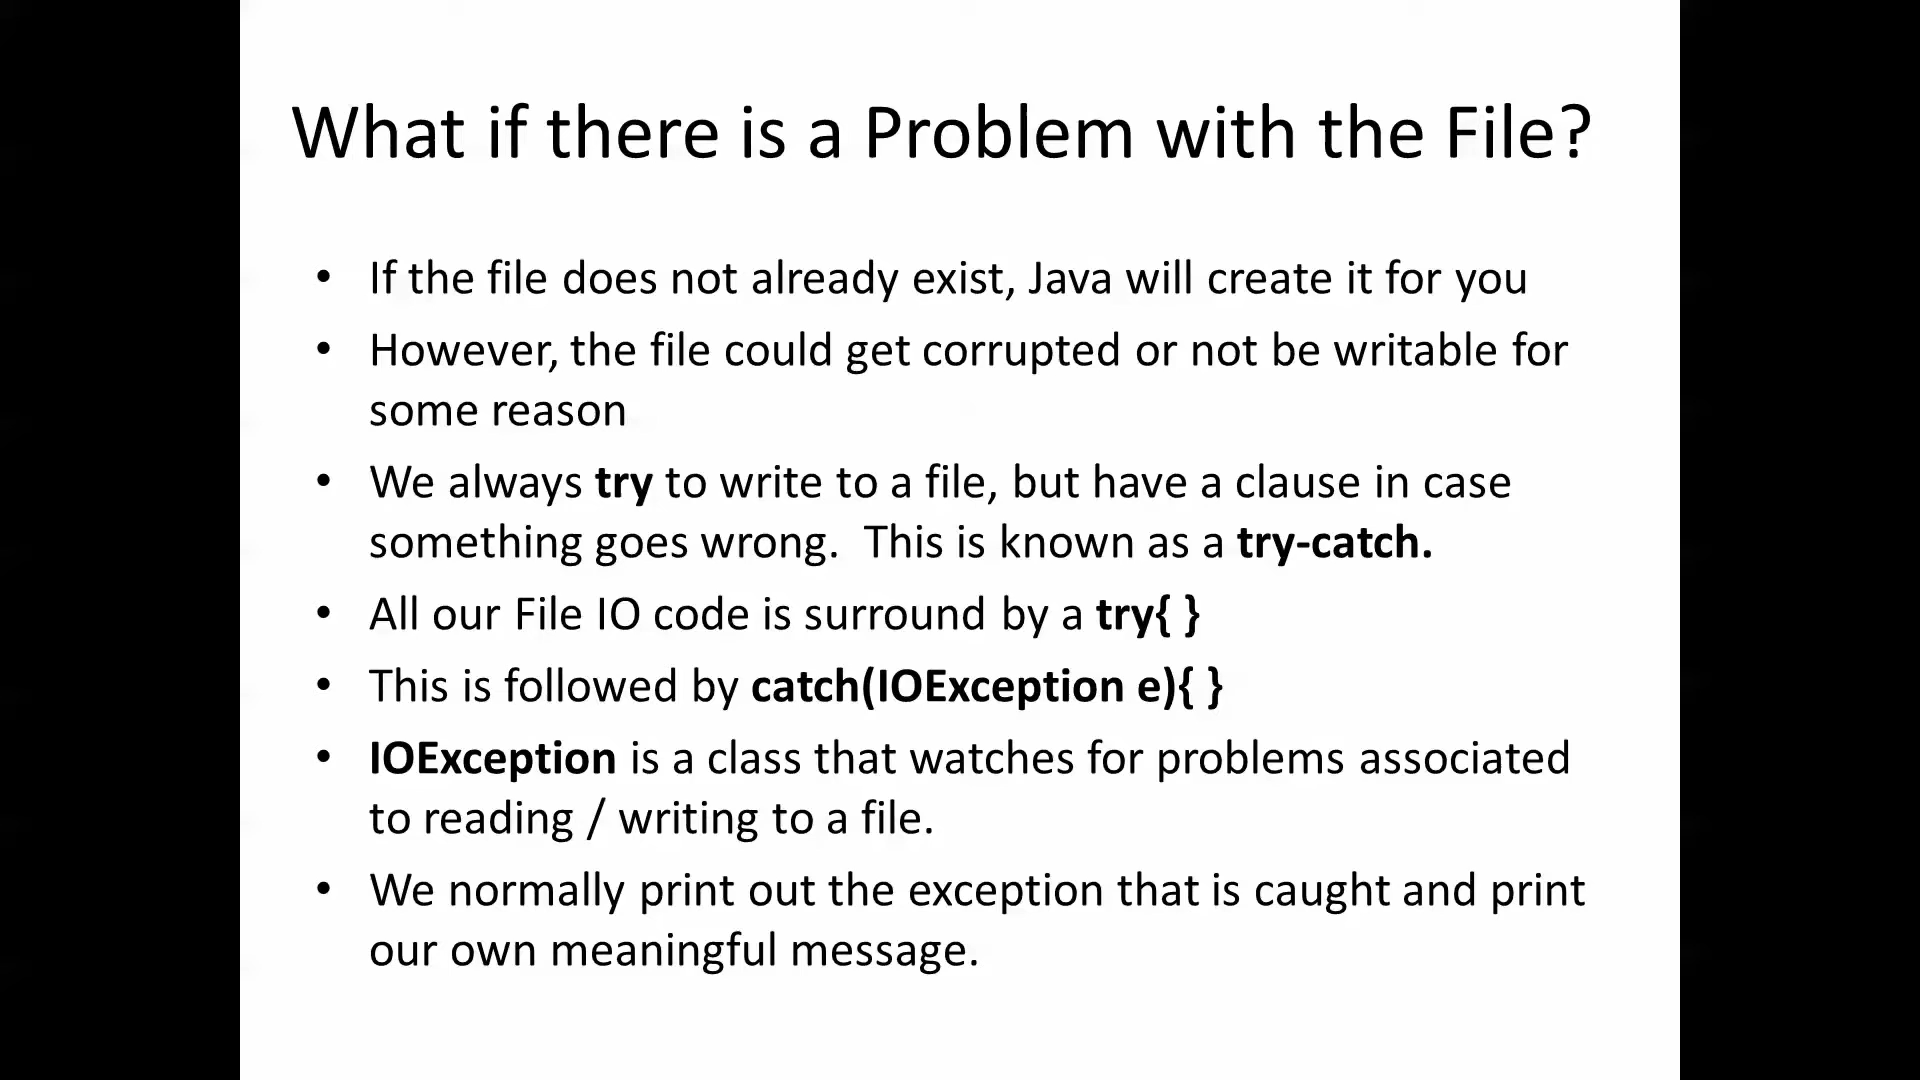 What if there is a Problem with the File?
• If the file does not already exist, Java will create it for you
• However, the file could get corrupted or not be writable for
some reason
• We always try to write to a file, but have a clause in case
something goes wrong.  This is known as a try-catch.
• All our File IO code is surround by a try{ }
• This is followed by catch(IOException e){ }
• IOException is a class that watches for problems associated
to reading / writing to a file.
• We normally print out the exception that is caught and print
our own meaningful message.